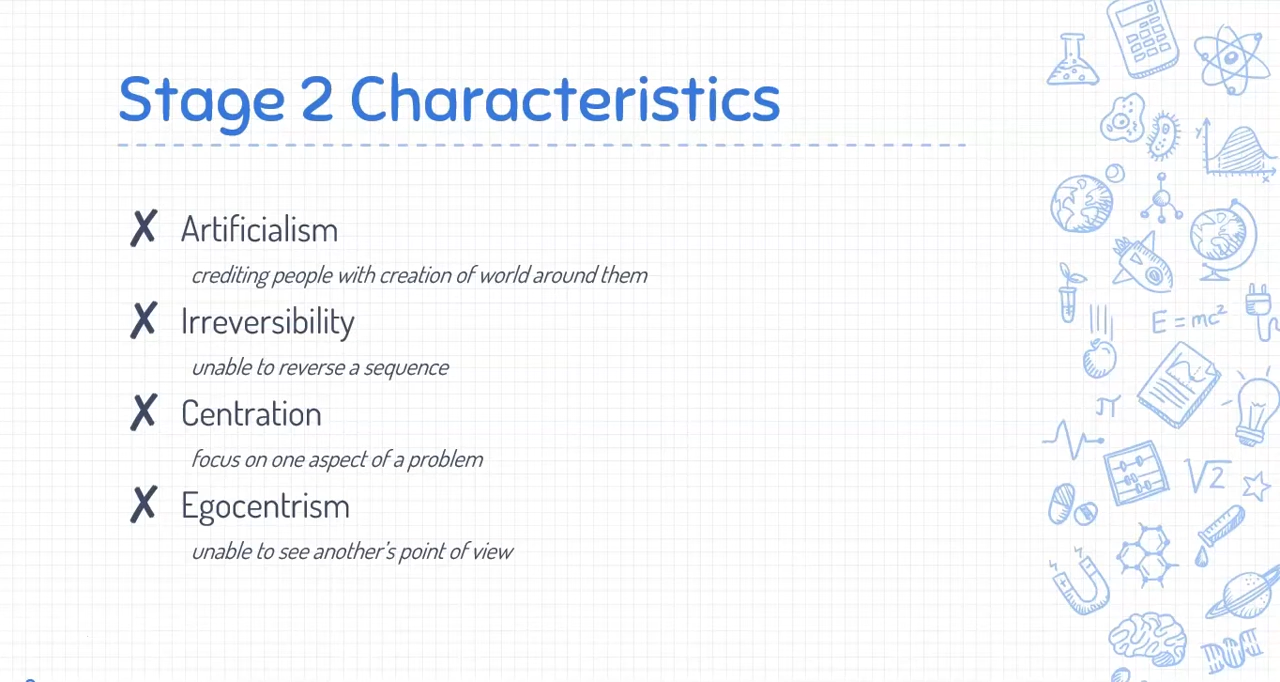 Stage 2 Characteristics
✗ Artificialism
crediting people with creation of world around them
✗ Irreversibility
unable to reverse a sequence
✗ Centration
focus on one aspect of a problem
✗ Egocentrism
unable to see another's point of view
y
x
E = mc²
π
√2